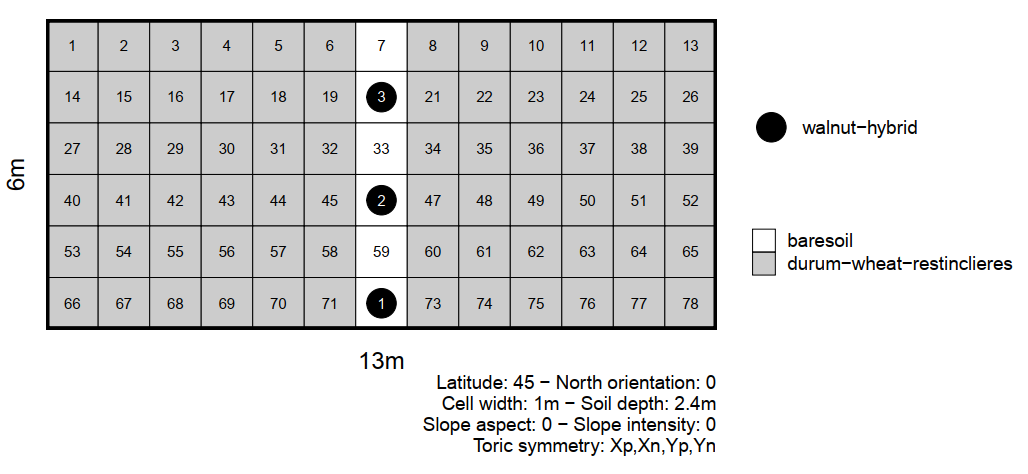 1 2 3 4 5 6 7 8 9 10 11 12 13
14 15 16 17 18 19 3 21 22 23 24 25 26
27 28 29 30 31 32 33 34 35 36 37 38 39
40 41 42 43 44 45 2 47 48 49 50 51 52
53 54 55 56 57 58 59 60 61 62 63 64 65
66 67 68 69 70 71 1 73 74 75 76 77 78
6m
13m
walnut−hybrid
baresoil
durum−wheat−restinclieres
Latitude: 45 − North orientation: 0
Cell width: 1m − Soil depth: 2.4m
Slope aspect: 0 − Slope intensity: 0
Toric symmetry: Xp,Xn,Yp,Yn